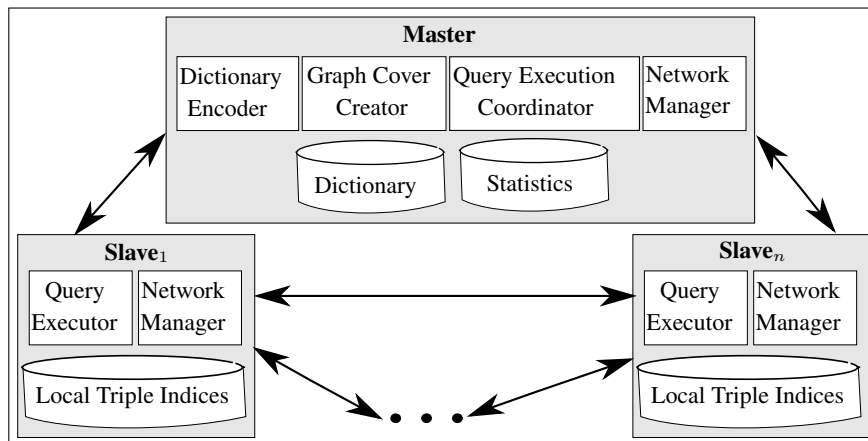 Master
Dictionary Encoder
Graph Cover Creator
Query Execution Coordinator
Network Manager
Dictionary
Statistics
Slave₁
Query Executor
Network Manager
Local Triple Indices
Slaveₙ
Query Executor
Network Manager
Local Triple Indices